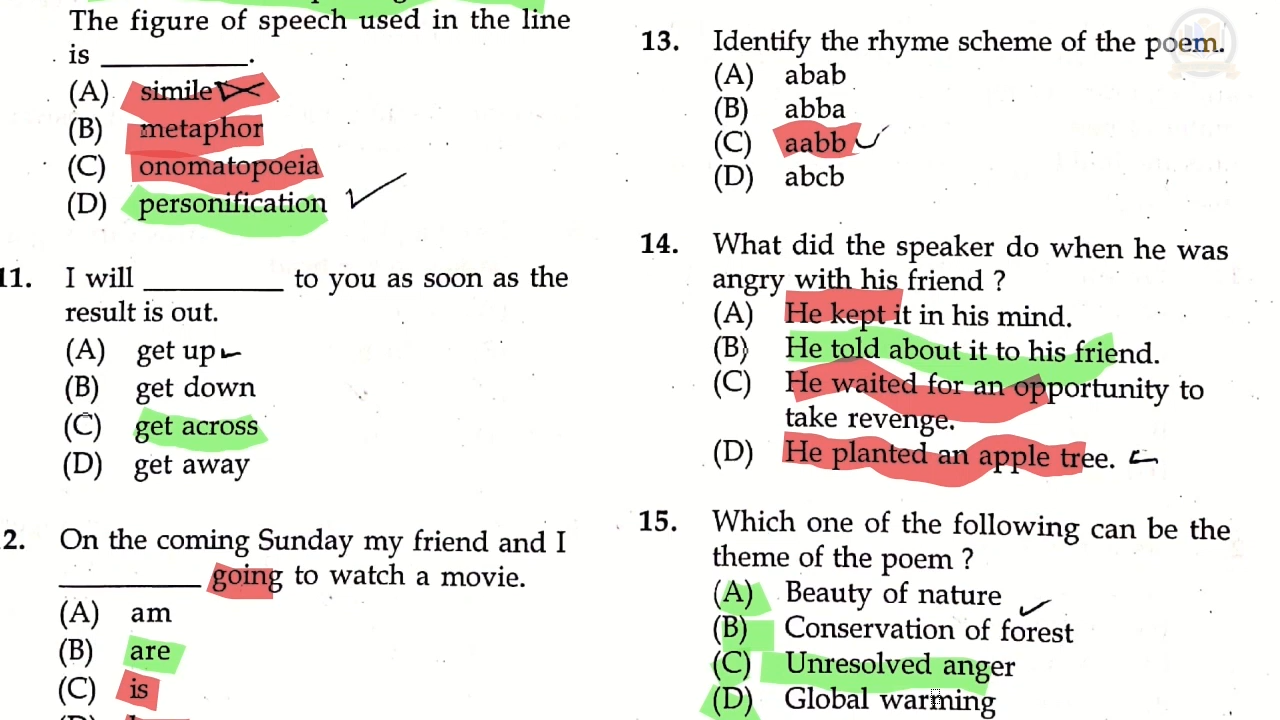 The figure of speech used in the line
is __________.
(A) simile
(B) metaphor
(C) onomatopoeia
(D) personification
11. I will __________ to you as soon as the
result is out.
(A) get up
(B) get down
(C) get across
(D) get away
2. On the coming Sunday my friend and I
__________ going to watch a movie.
(A) am
(B) are
(C) is
13. Identify the rhyme scheme of the poem.
(A) abab
(B) abba
(C) aabb
(D) abcb
14. What did the speaker do when he was
angry with his friend ?
(A) He kept it in his mind.
(B) He told about it to his friend.
(C) He waited for an opportunity to
take revenge.
(D) He planted an apple tree.
15. Which one of the following can be the
theme of the poem ?
(A) Beauty of nature
(B) Conservation of forest
(C) Unresolved anger
(D) Global warming